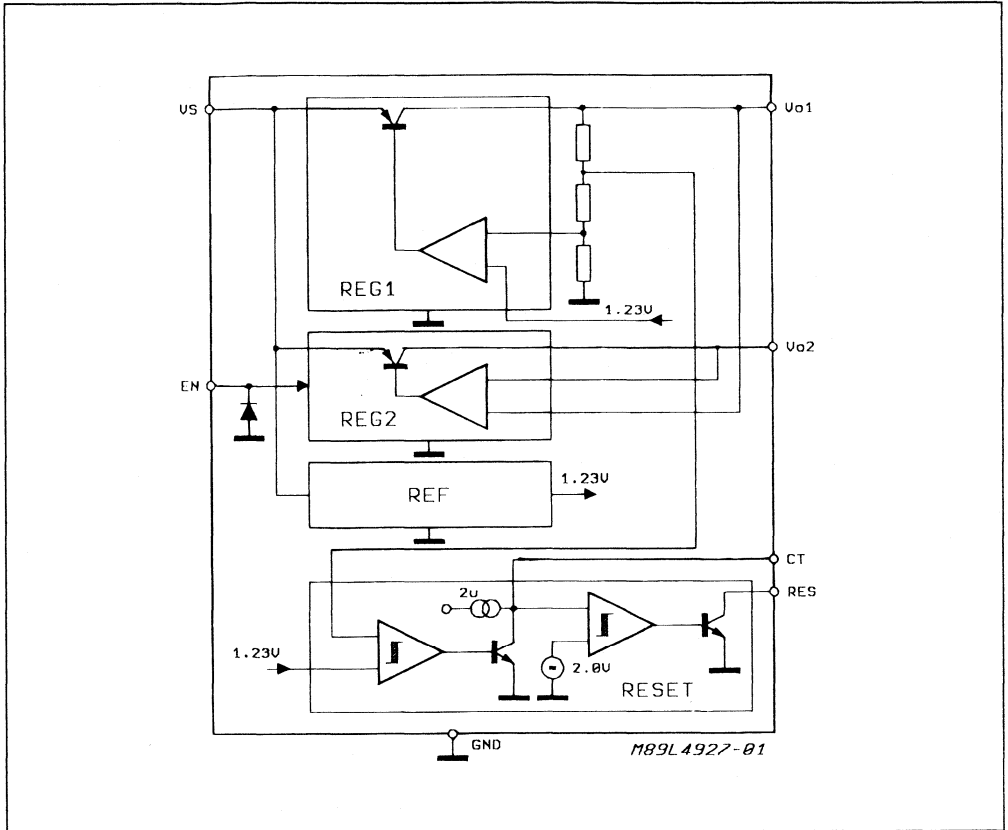 VS
Vo1
REG1
1.23V
Vo2
EN
REG2
REF
1.23V
CT
RES
2u
1.23V
2.0V
RESET
GND
M89L4927-01